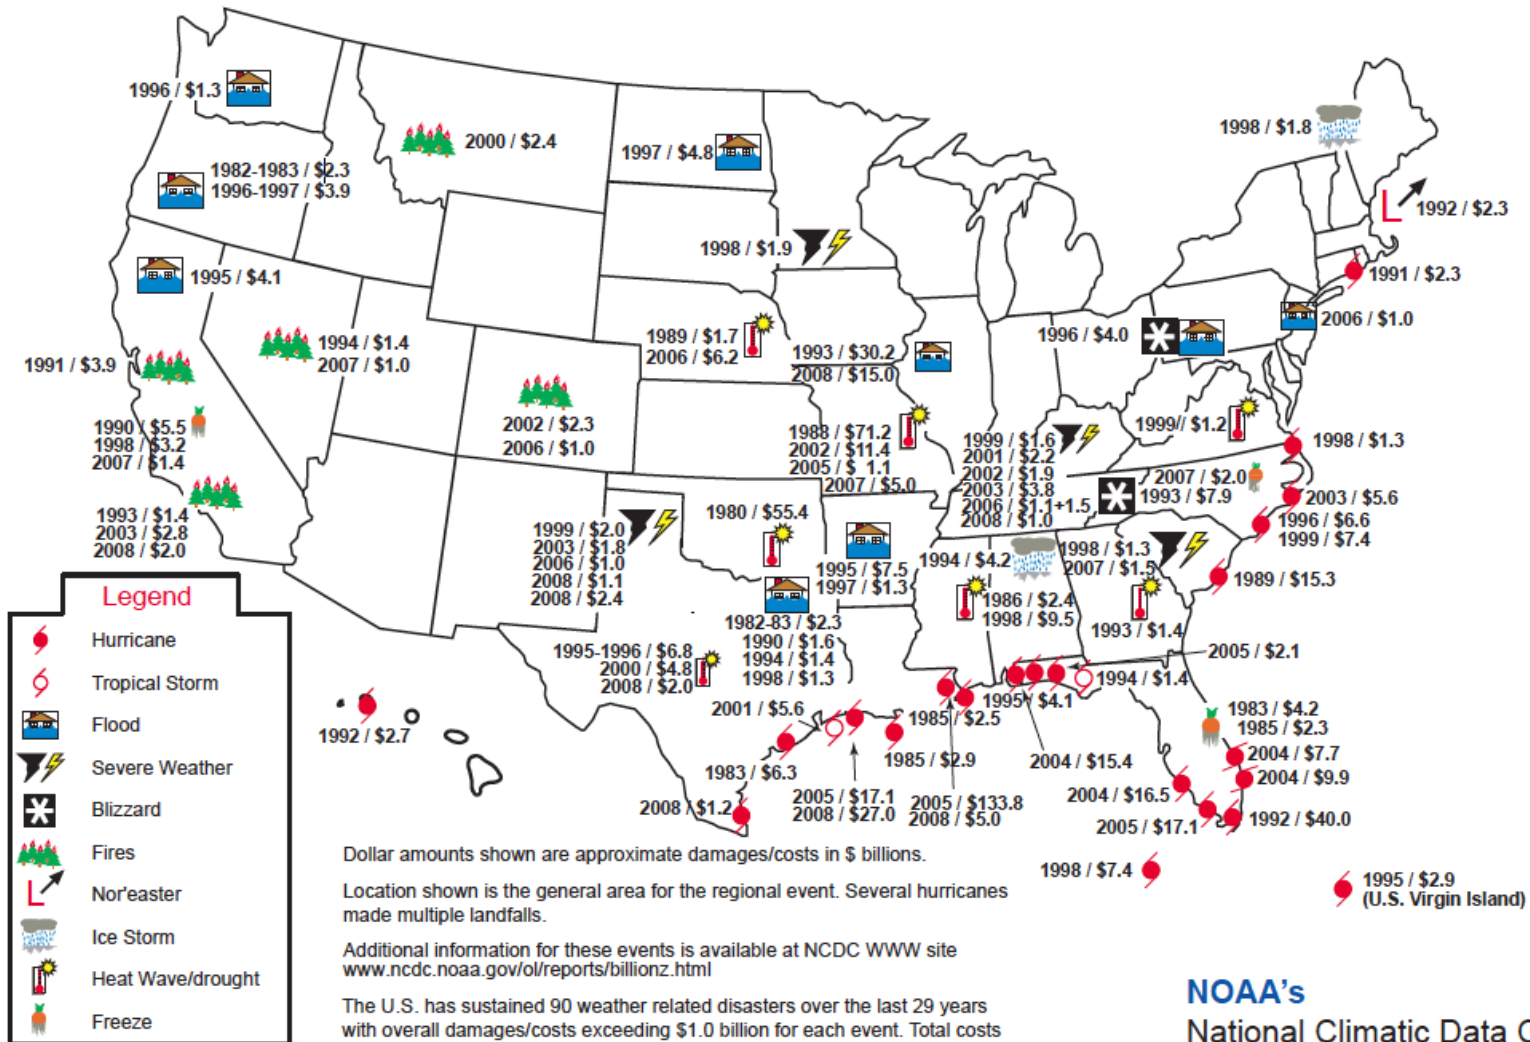 1996 / $1.3
2000 / $2.4
1997 / $4.8
1998 / $1.8
1982-1983 / $2.3
1996-1997 / $3.9
1992 / $2.3
1998 / $1.9
1995 / $4.1
1991 / $2.3
2006 / $1.0
1991 / $3.9
1994 / $1.4
2007 / $1.0
1989 / $1.7
2006 / $6.2
1993 / $30.2
2008 / $15.0
1996 / $4.0
1990 / $5.5
1998 / $3.2
2007 / $1.4
2002 / $2.3
2006 / $1.0
1988 / $71.2
2002 / $11.4
2005 / $ 1.1
2007 / $5.0
1999 / $1.6
2001 / $2.2
2002 / $1.9
2003 / $3.8
2006 / $1.1+1.5
2008 / $1.0
1999 / $1.2
1998 / $1.3
2007 / $2.0
1993 / $7.9
2003 / $5.6
1996 / $6.6
1999 / $7.4
1993 / $1.4
2003 / $2.8
2008 / $2.0
1999 / $2.0
2003 / $1.8
2006 / $1.0
2008 / $1.1
2008 / $2.4
1980 / $55.4
1995 / $7.5
1997 / $1.3
1994 / $4.2
1998 / $1.3
2007 / $1.5
1989 / $15.3
1986 / $2.4
1998 / $9.5
1993 / $1.4
1982-83 / $2.3
1990 / $1.6
1994 / $1.4
1998 / $1.3
1995-1996 / $6.8
2000 / $4.8
2008 / $2.0
2005 / $2.1
1994 / $1.4
1995 / $4.1
1992 / $2.7
2001 / $5.6
1985 / $2.5
1983 / $4.2
1985 / $2.3
1983 / $6.3
1985 / $2.9
2004 / $15.4
2004 / $7.7
2004 / $9.9
2008 / $1.2
2005 / $17.1
2008 / $27.0
2005 / $133.8
2008 / $5.0
2004 / $16.5
2005 / $17.1
1992 / $40.0
1998 / $7.4
1995 / $2.9
(U.S. Virgin Island)
Legend
Hurricane
Tropical Storm
Flood
Severe Weather
Blizzard
Fires
L
Nor'easter
Ice Storm
Heat Wave/drought
Freeze
L
Dollar amounts shown are approximate damages/costs in $ billions.
Location shown is the general area for the regional event. Several hurricanes
made multiple landfalls.
Additional information for these events is available at NCDC WWW site
www.ncdc.noaa.gov/ol/reports/billionz.html
The U.S. has sustained 90 weather related disasters over the last 29 years
with overall damages/costs exceeding $1.0 billion for each event. Total costs
NOAA's
National Climatic Data